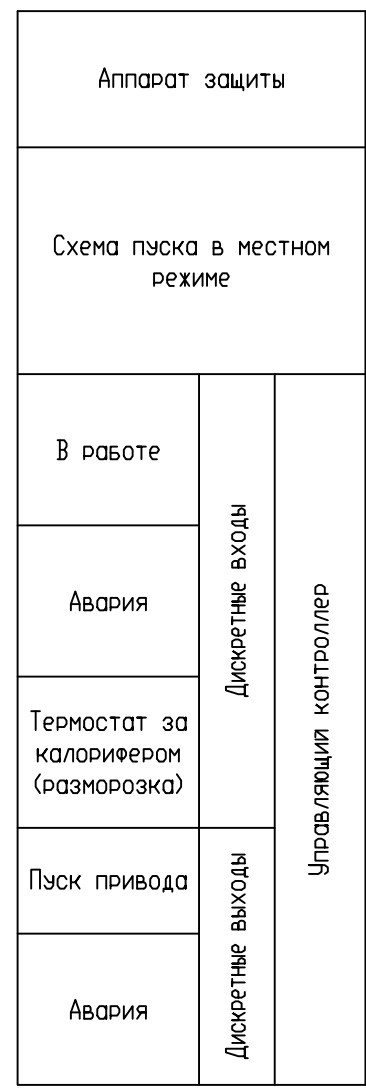 Аппарат защиты
Схема пуска в местном
режиме
В работе
Авария
Термостат за
калорифером
(разморозка)
Дискретные входы
Пуск привода
Авария
Дискретные выходы
Управляющий контроллер